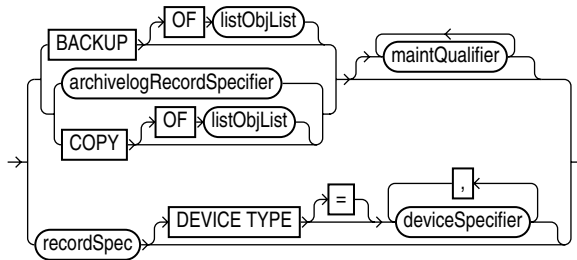 OF listObjList
BACKUP maintQualifier
archivelogRecordSpecifier
OF listObjList
COPY
,
=
DEVICE TYPE deviceSpecifier
recordSpec